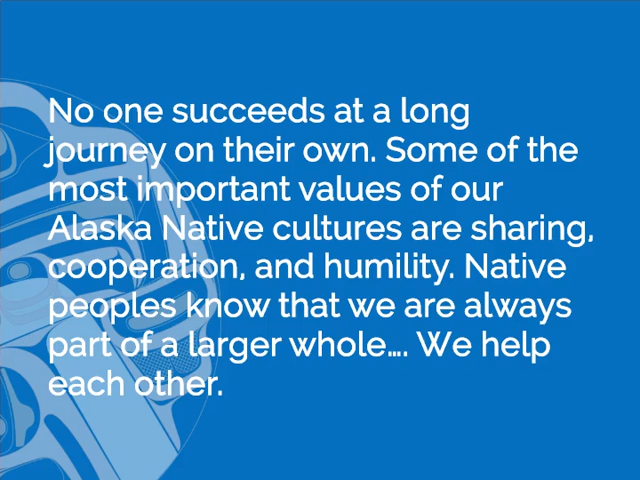 No one succeeds at a long
journey on their own. Some of the
most important values of our
Alaska Native cultures are sharing,
cooperation, and humility. Native
peoples know that we are always
part of a larger whole.... We help
each other.